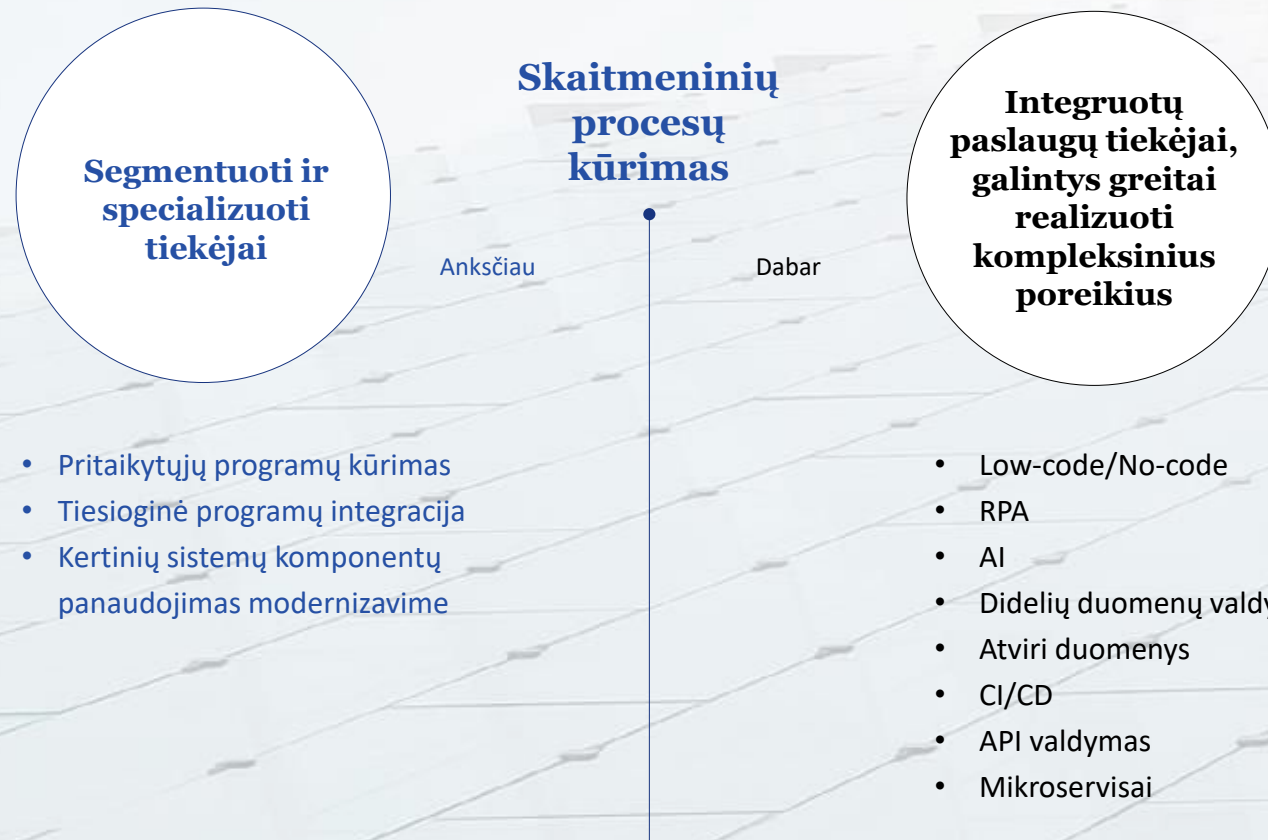 Segmentuoti ir
specializuoti
tiekėjai
Skaitmeninių
procesų
kūrimas
Integruotų
paslaugų tiekėjai,
galintys greitai
realizuoti
kompleksinius
poreikius
Anksčiau
Dabar
• Pritaikytųjų programų kūrimas
• Tiesioginė programų integracija
• Kertinių sistemų komponentų
panaudojimas modernizavime
• Low-code/No-code
• RPA
• AI
• Didelių duomenų
• Atviri duomenys
• CI/CD
• API valdymas
• Mikroservisai